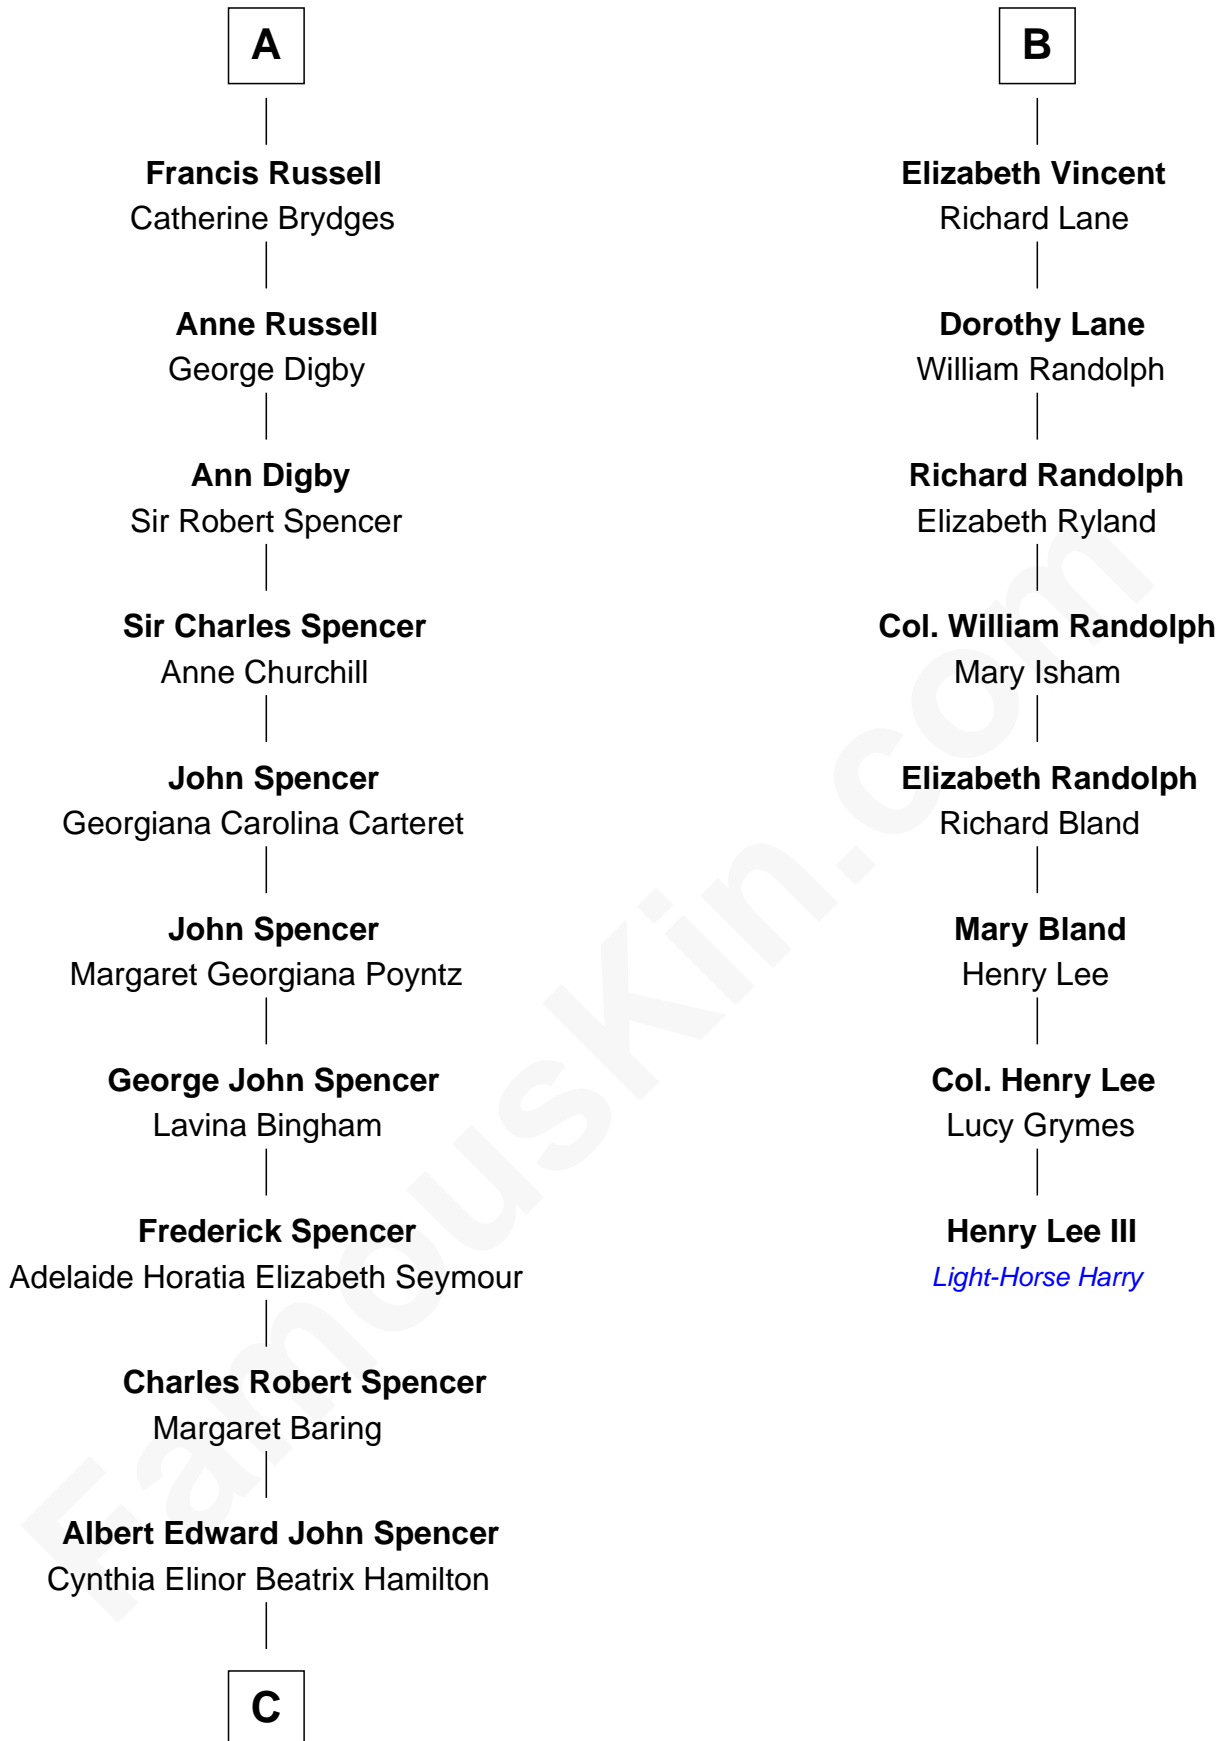 A
Francis Russell
Catherine Brydges
Anne Russell
George Digby
Ann Digby
Sir Robert Spencer
Sir Charles Spencer
Anne Churchill
John Spencer
Georgiana Carolina Carteret
John Spencer
Margaret Georgiana Poyntz
George John Spencer
Lavina Bingham
Frederick Spencer
Adelaide Horatia Elizabeth Seymour
Charles Robert Spencer
Margaret Baring
Albert Edward John Spencer
Cynthia Elinor Beatrix Hamilton
C
B
Elizabeth Vincent
Richard Lane
Dorothy Lane
William Randolph
Richard Randolph
Elizabeth Ryland
Col. William Randolph
Mary Isham
Elizabeth Randolph
Richard Bland
Mary Bland
Henry Lee
Col. Henry Lee
Lucy Grymes
Henry Lee III
Light-Horse Harry
FamousKin.com